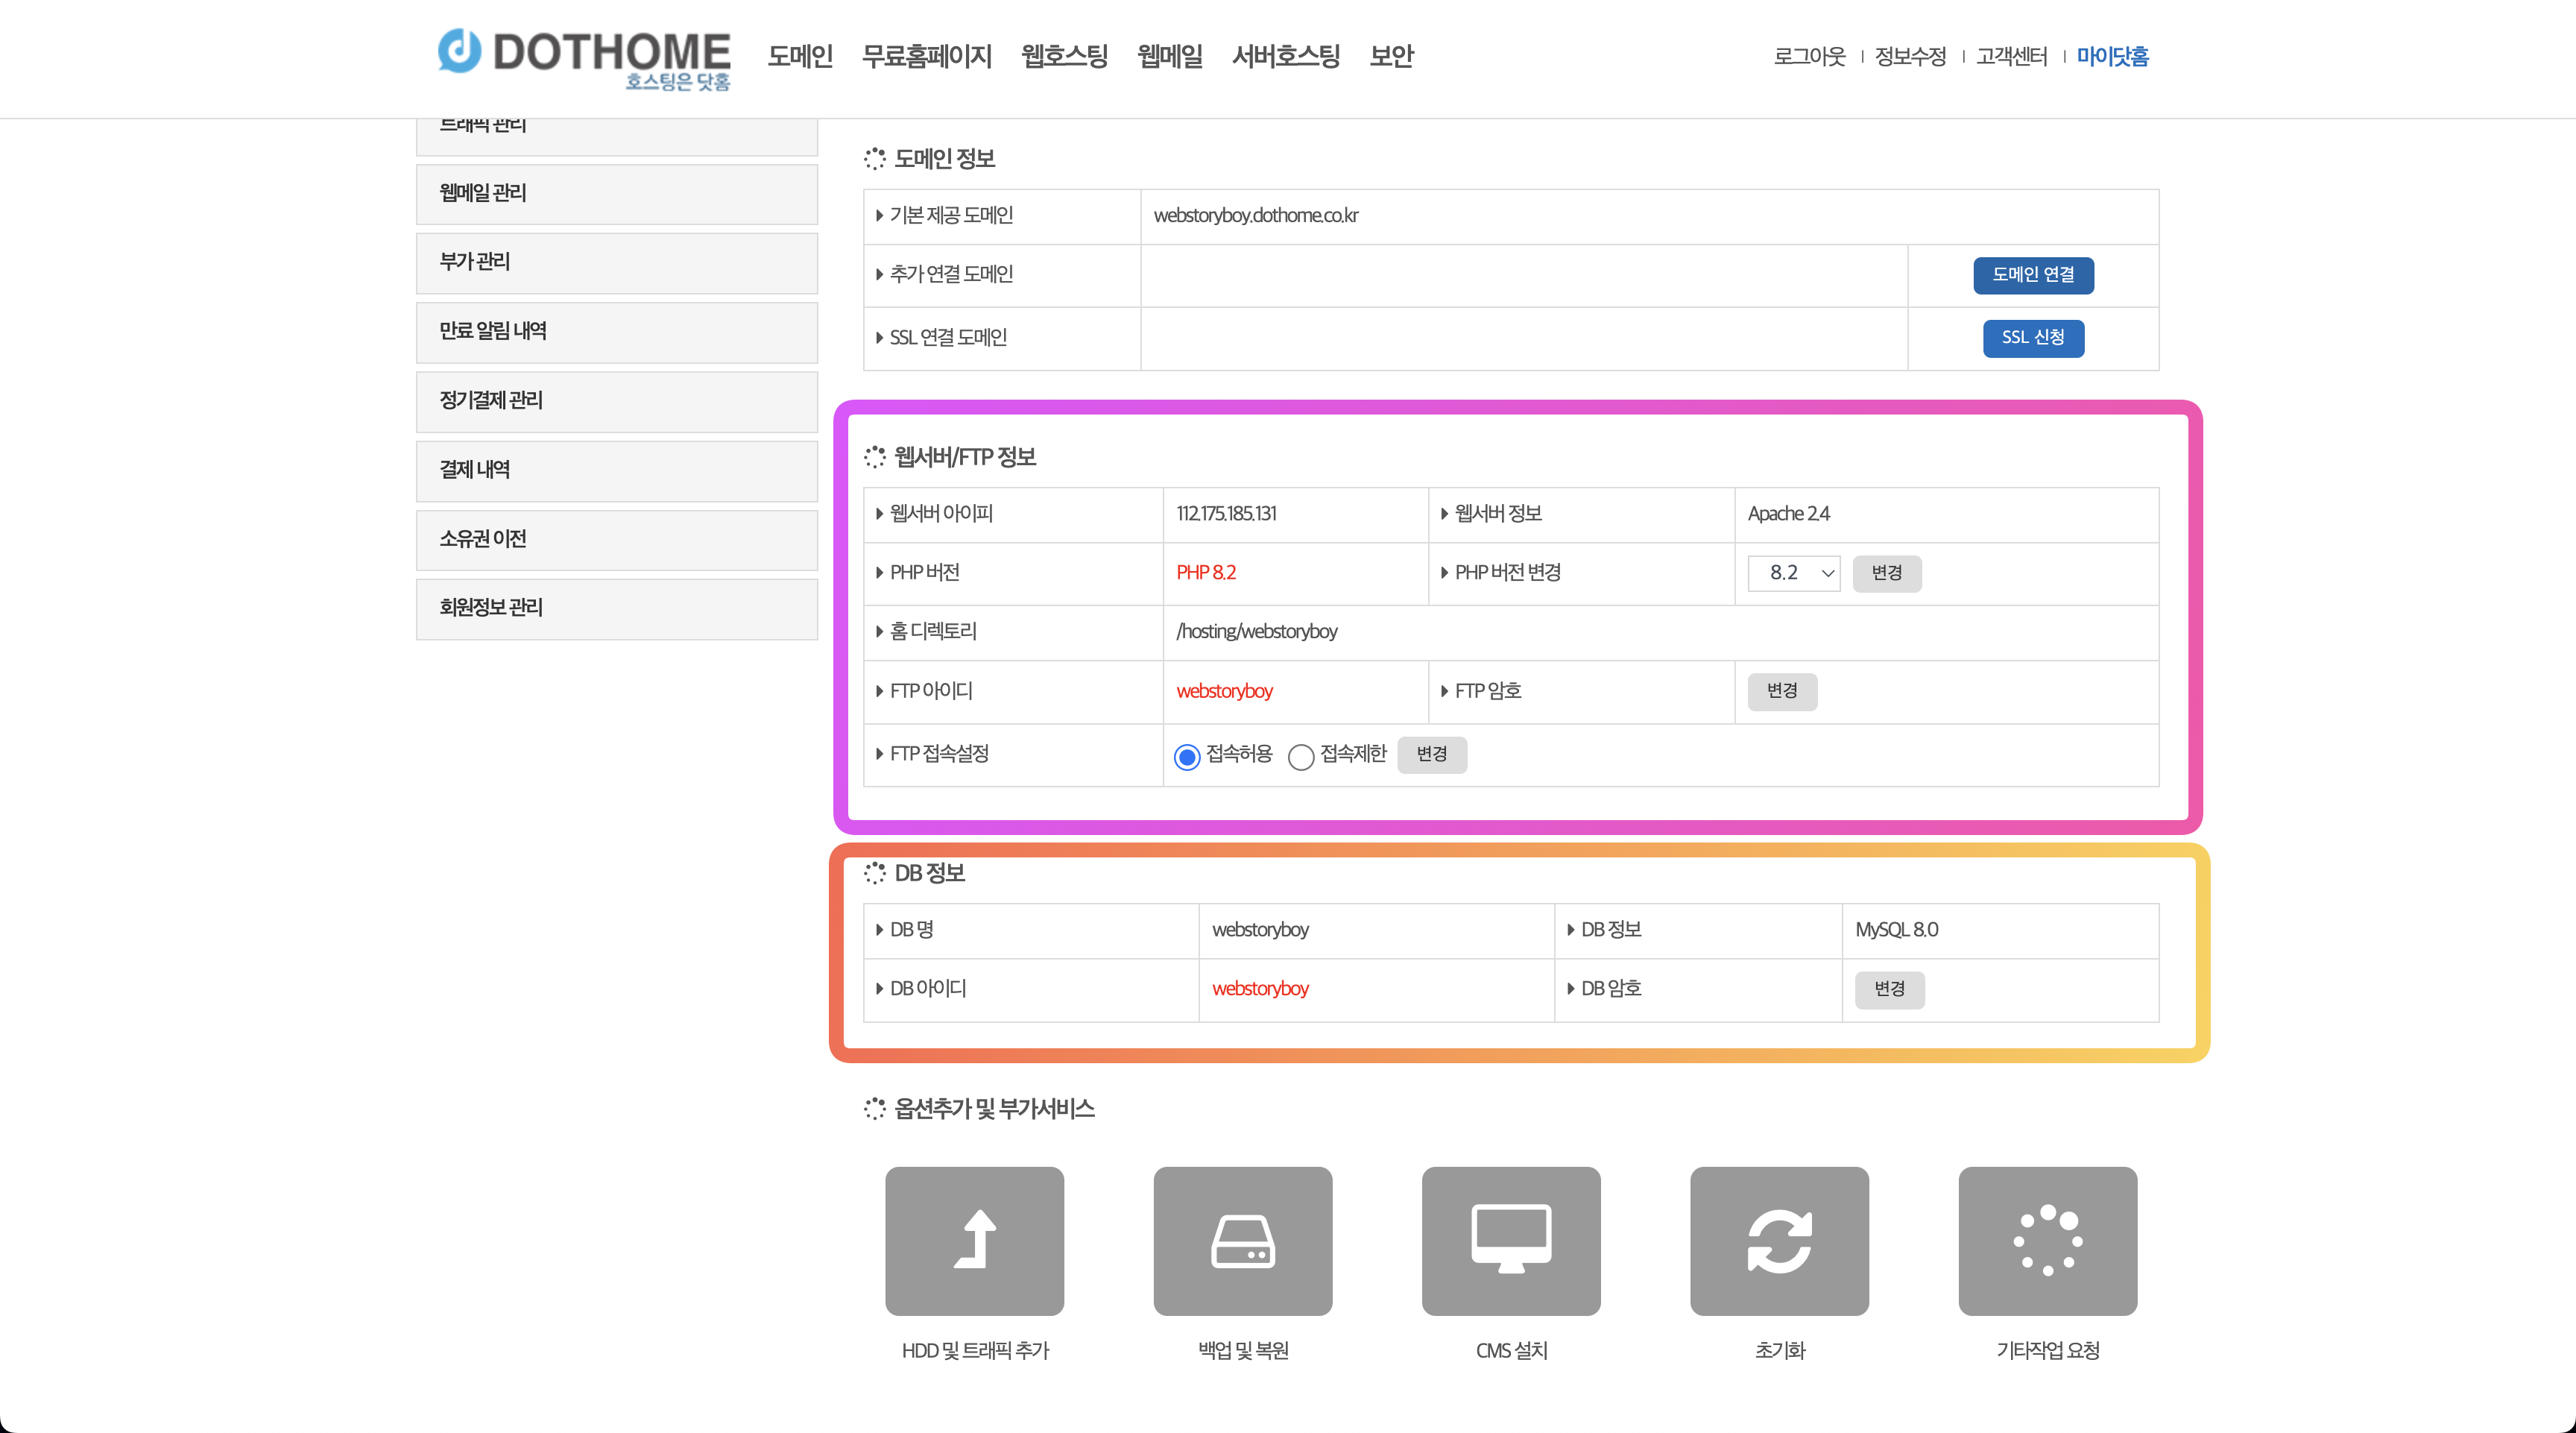 DOTHOME
호스팅은 닷홈
도메인 무료홈페이지 웹호스팅 웹메일 서버호스팅 보안
로그아웃 정보수정 고객센터 마이닷홈
트래픽 관리
웹메일 관리
부가 관리
만료 알림 내역
정기결제 관리
결제 내역
소유권 이전
회원정보 관리
도메인 정보
기본 제공 도메인 webstoryboy.dothome.co.kr
추가 연결 도메인 도메인 연결
SSL 연결 도메인 SSL 신청
웹서버/FTP 정보
웹서버 아이피 112.175.185.131 웹서버 정보 Apache 2.4
PHP 버전 PHP 8.2 PHP 버전 변경 8.2 변경
홈 디렉토리 /hosting/webstoryboy
FTP 아이디 webstoryboy FTP 암호 변경
FTP 접속설정 접속허용 접속제한 변경
DB 정보
DB 명 webstoryboy DB 정보 MySQL 8.0
DB 아이디 webstoryboy DB 암호 변경
옵션추가 및 부가서비스
HDD 및 트래픽 추가 백업 및 복원 CMS 설치 초기화 기타작업 요청